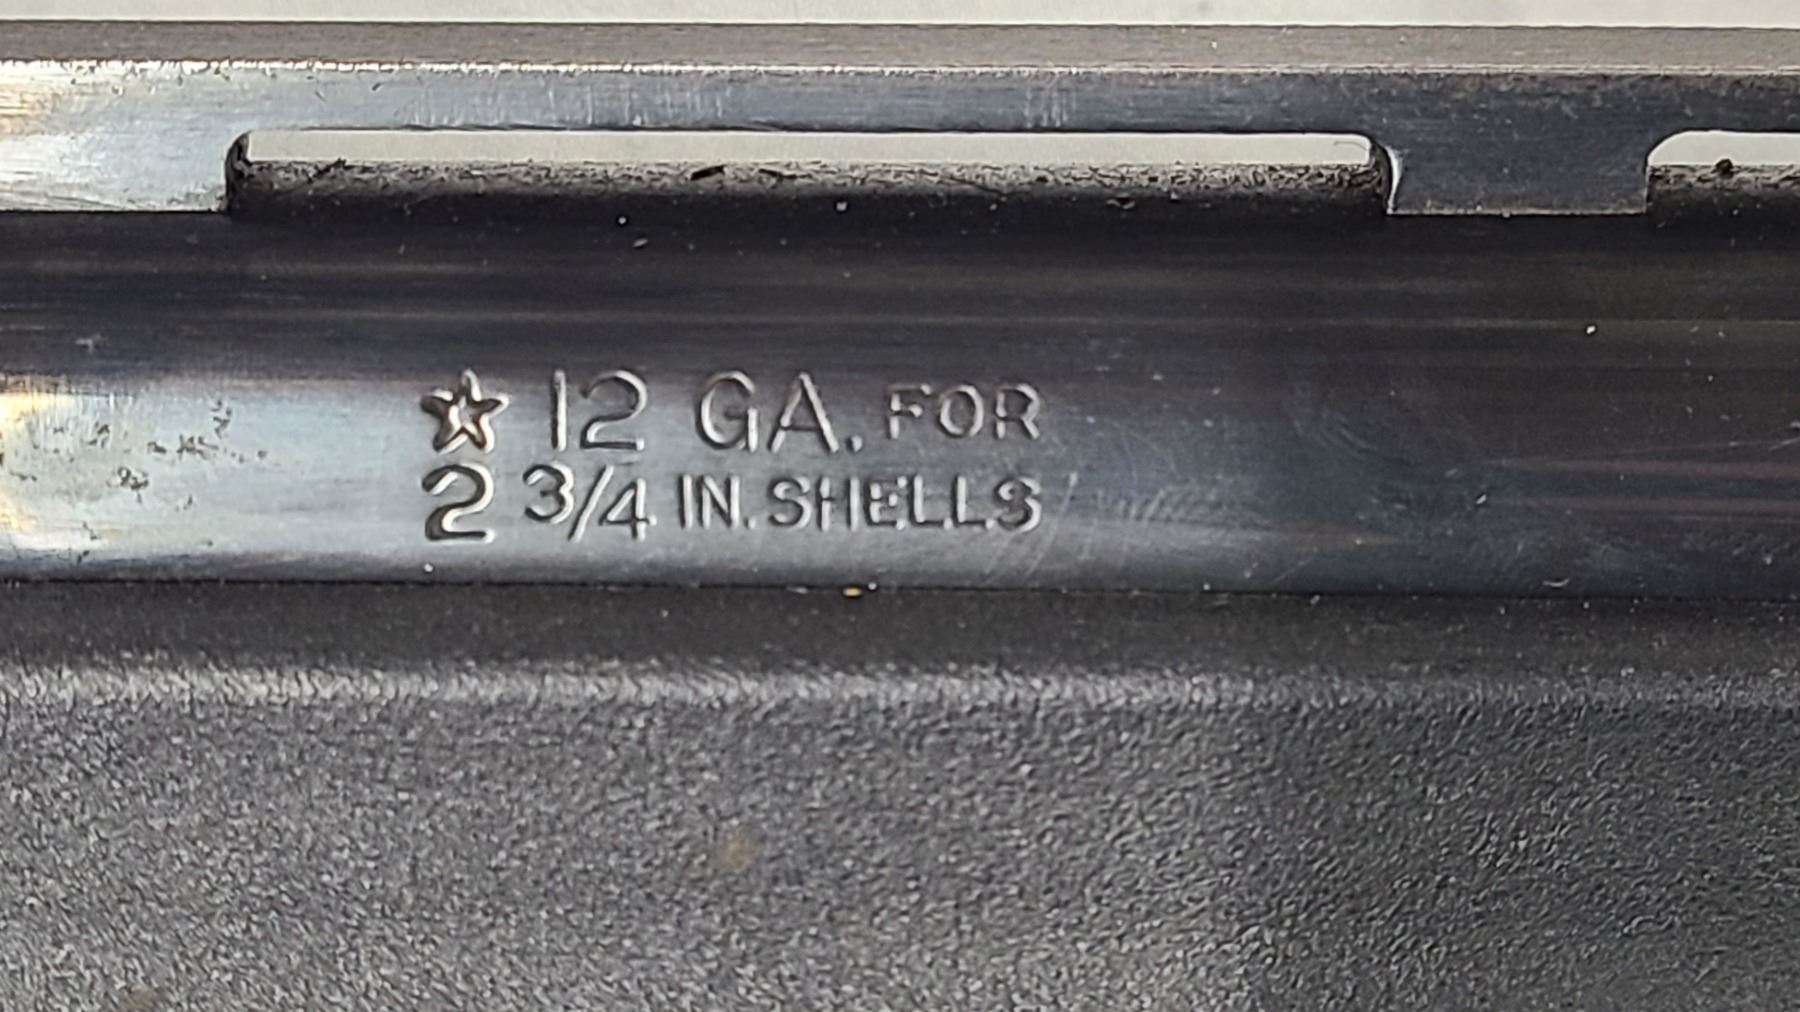 ☆ 12 GA. FOR
2 3/4 IN. SHELLS